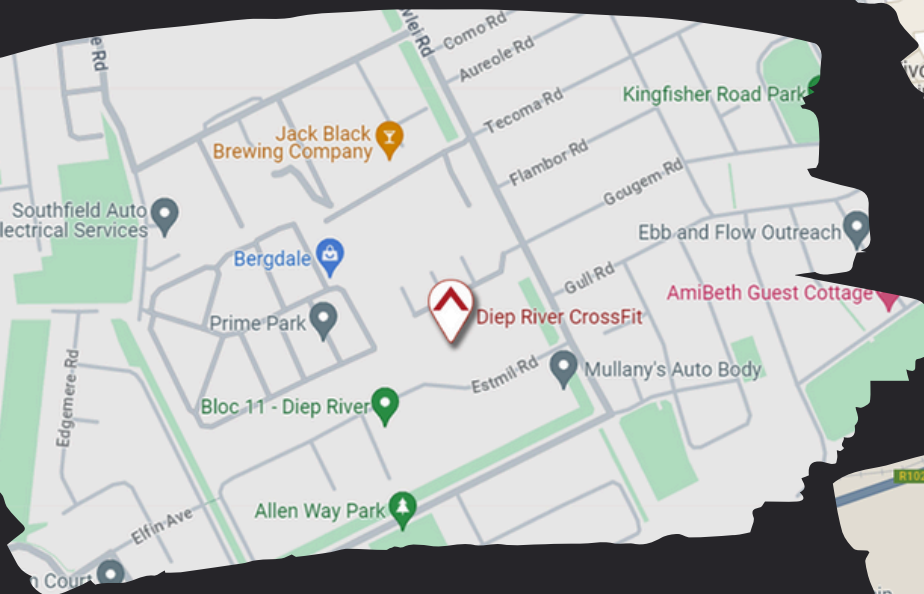 Como Rd
Aureole Rd
Tecoma Rd
Kingfisher Road Park
Jack Black
Brewing Company
Flambor Rd
Gougem Rd
Southfield Auto
Services
Ebb and Flow Outreach
Bergdale
Gull Rd
AmiBeth Guest Cottage
Prime Park
Diep River CrossFit
Edgemere Rd
Estmil Rd
Mullany's Auto Body
Bloc 11 - Diep River
R102
Allen Way Park
Elfin Ave
Court